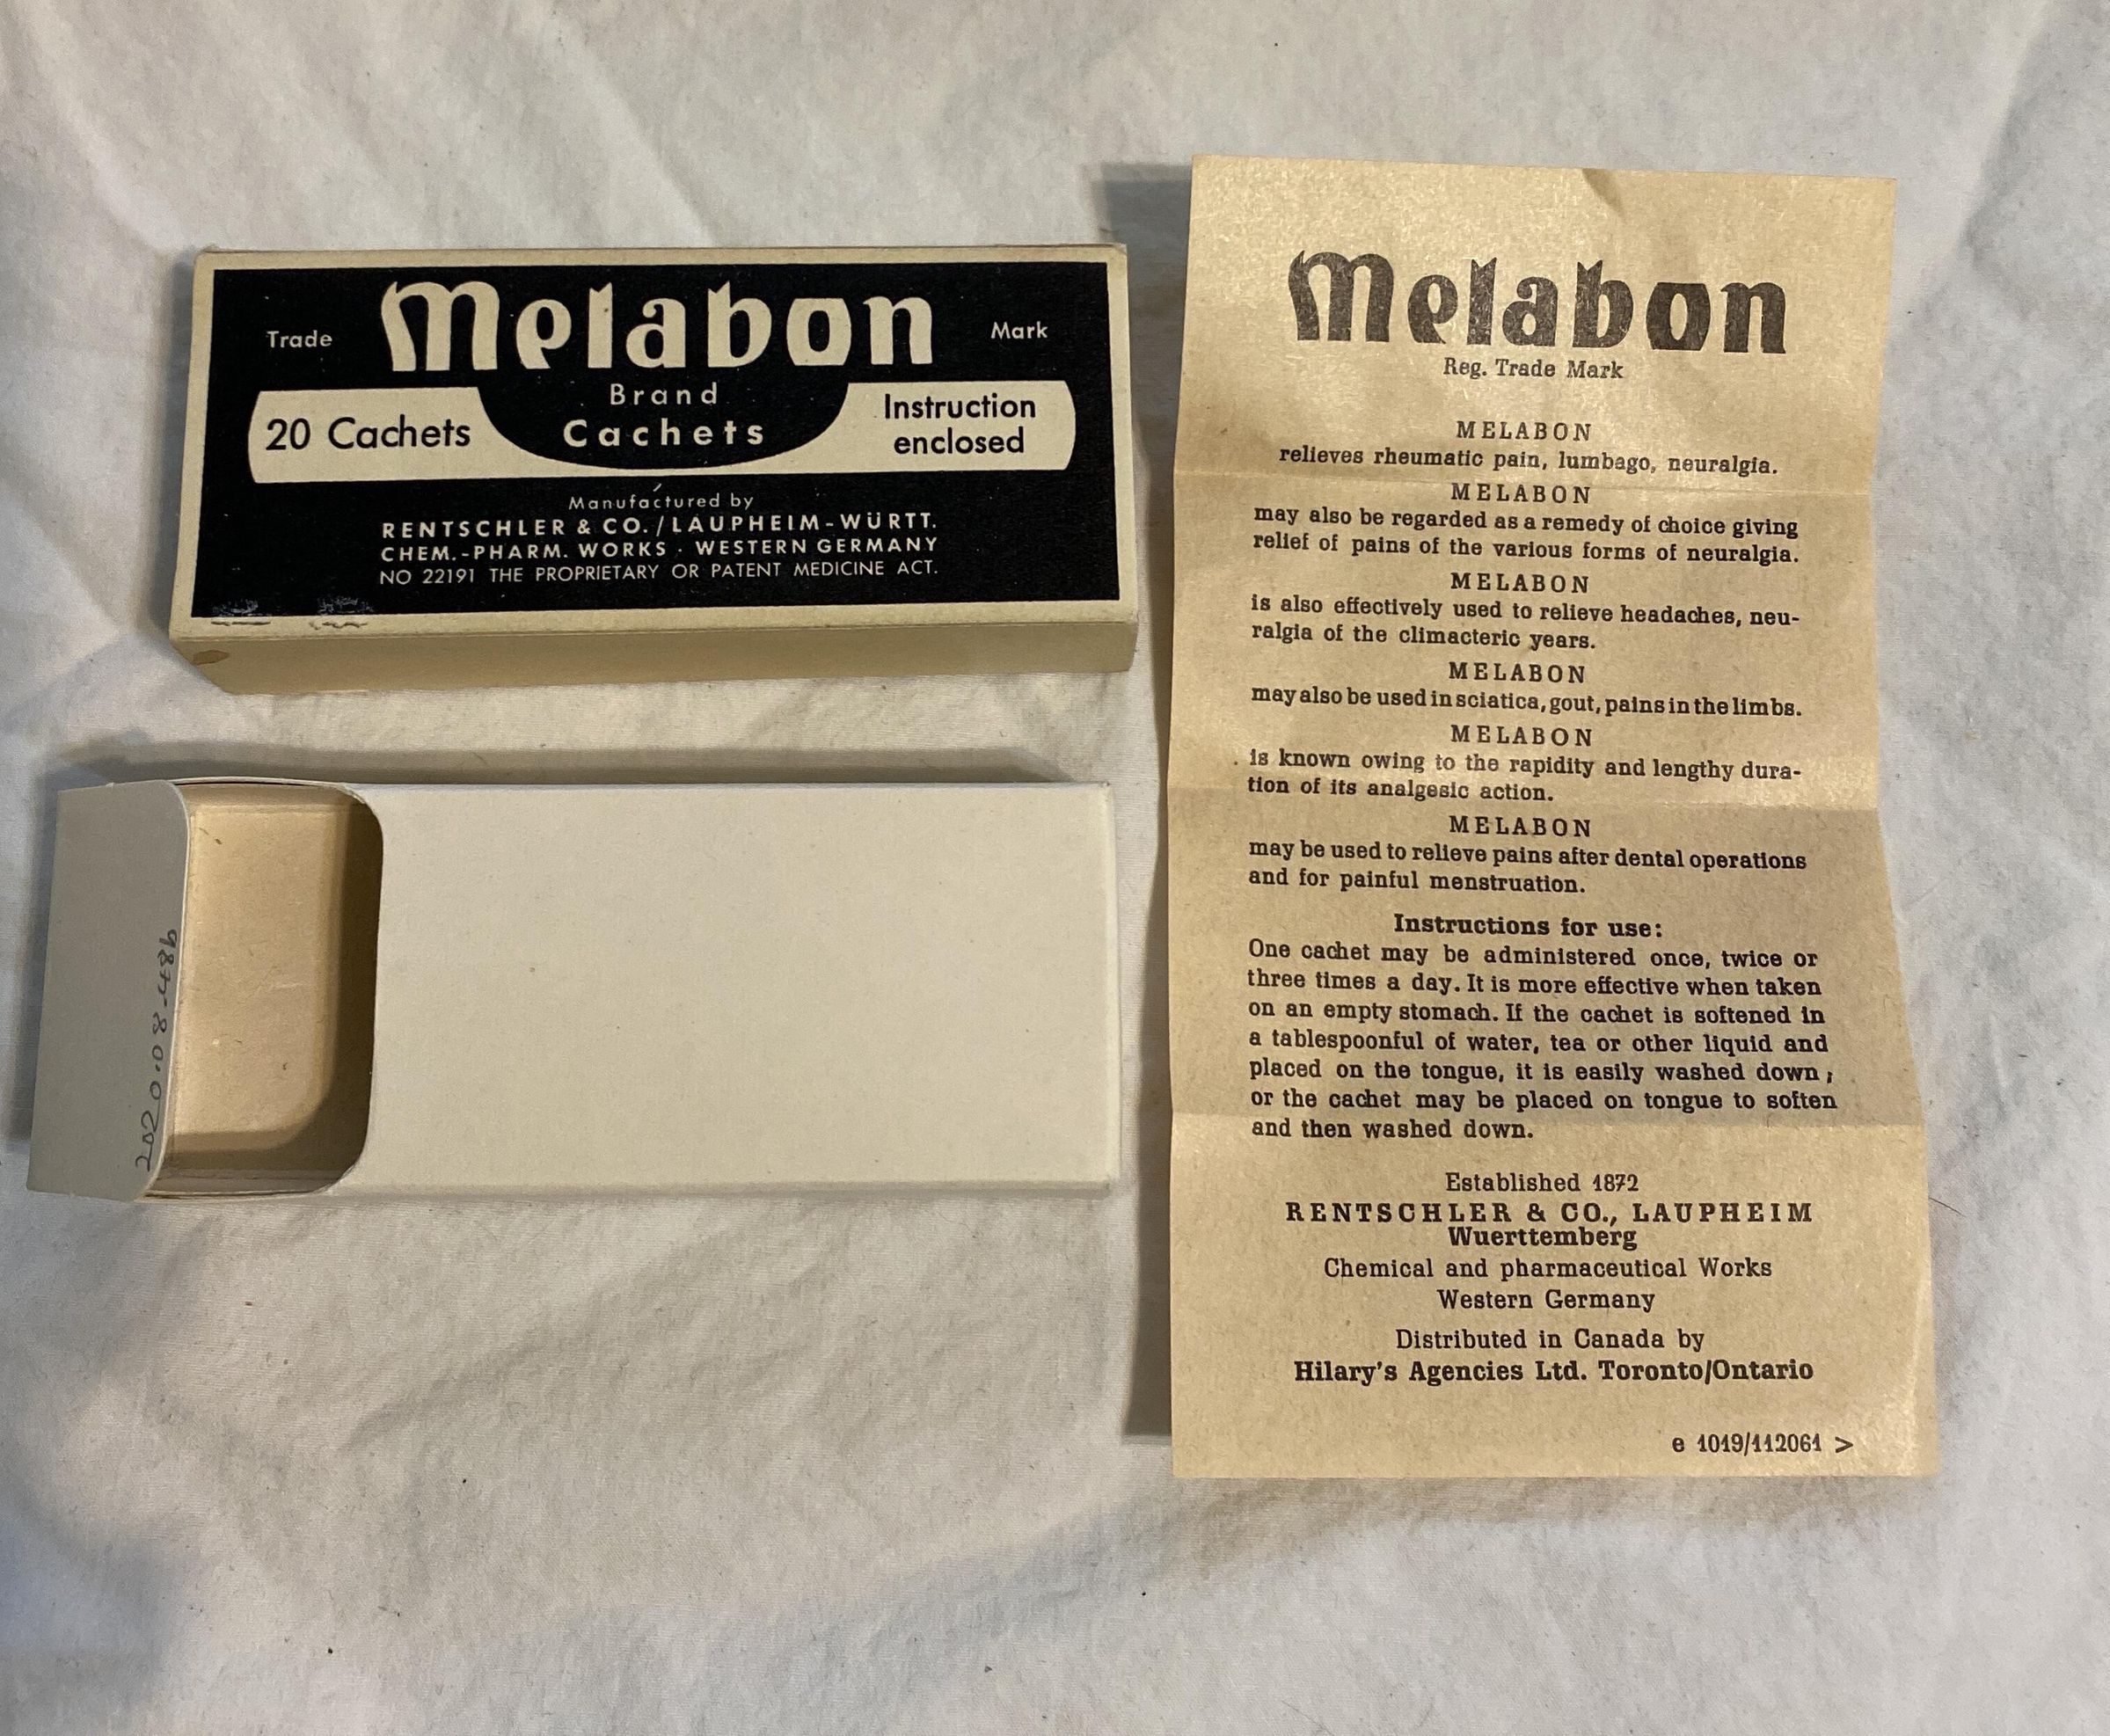 Trade Melabon Mark
Brand
Cachets
20 Cachets
Instruction
enclosed
Manufactured by
RENTSCHLER & CO./LAUPHEIM-WÜRTT.
CHEM.-PHARM. WORKS · WESTERN GERMANY
NO 22191 THE PROPRIETARY OR PATENT MEDICINE ACT.
2020.08.48b
Melabon
Reg. Trade Mark
MELABON
relieves rheumatic pain, lumbago, neuralgia.
MELABON
may also be regarded as a remedy of choice giving
relief of pains of the various forms of neuralgia.
MELABON
is also effectively used to relieve headaches, neu-
ralgia of the climacteric years.
MELABON
may also be used in sciatica, gout, pains in the limbs.
MELABON
is known owing to the rapidity and lengthy dura-
tion of its analgesic action.
MELABON
may be used to relieve pains after dental operations
and for painful menstruation.
Instructions for use:
One cachet may be administered once, twice or
three times a day. It is more effective when taken
on an empty stomach. If the cachet is softened in
a tablespoonful of water, tea or other liquid and
placed on the tongue, it is easily washed down;
or the cachet may be placed on tongue to soften
and then washed down.
Established 1872
RENTSCHLER & CO., LAUPHEIM
Wuerttemberg
Chemical and pharmaceutical Works
Western Germany
Distributed in Canada by
Hilary's Agencies Ltd. Toronto/Ontario
e 1019/112061 >